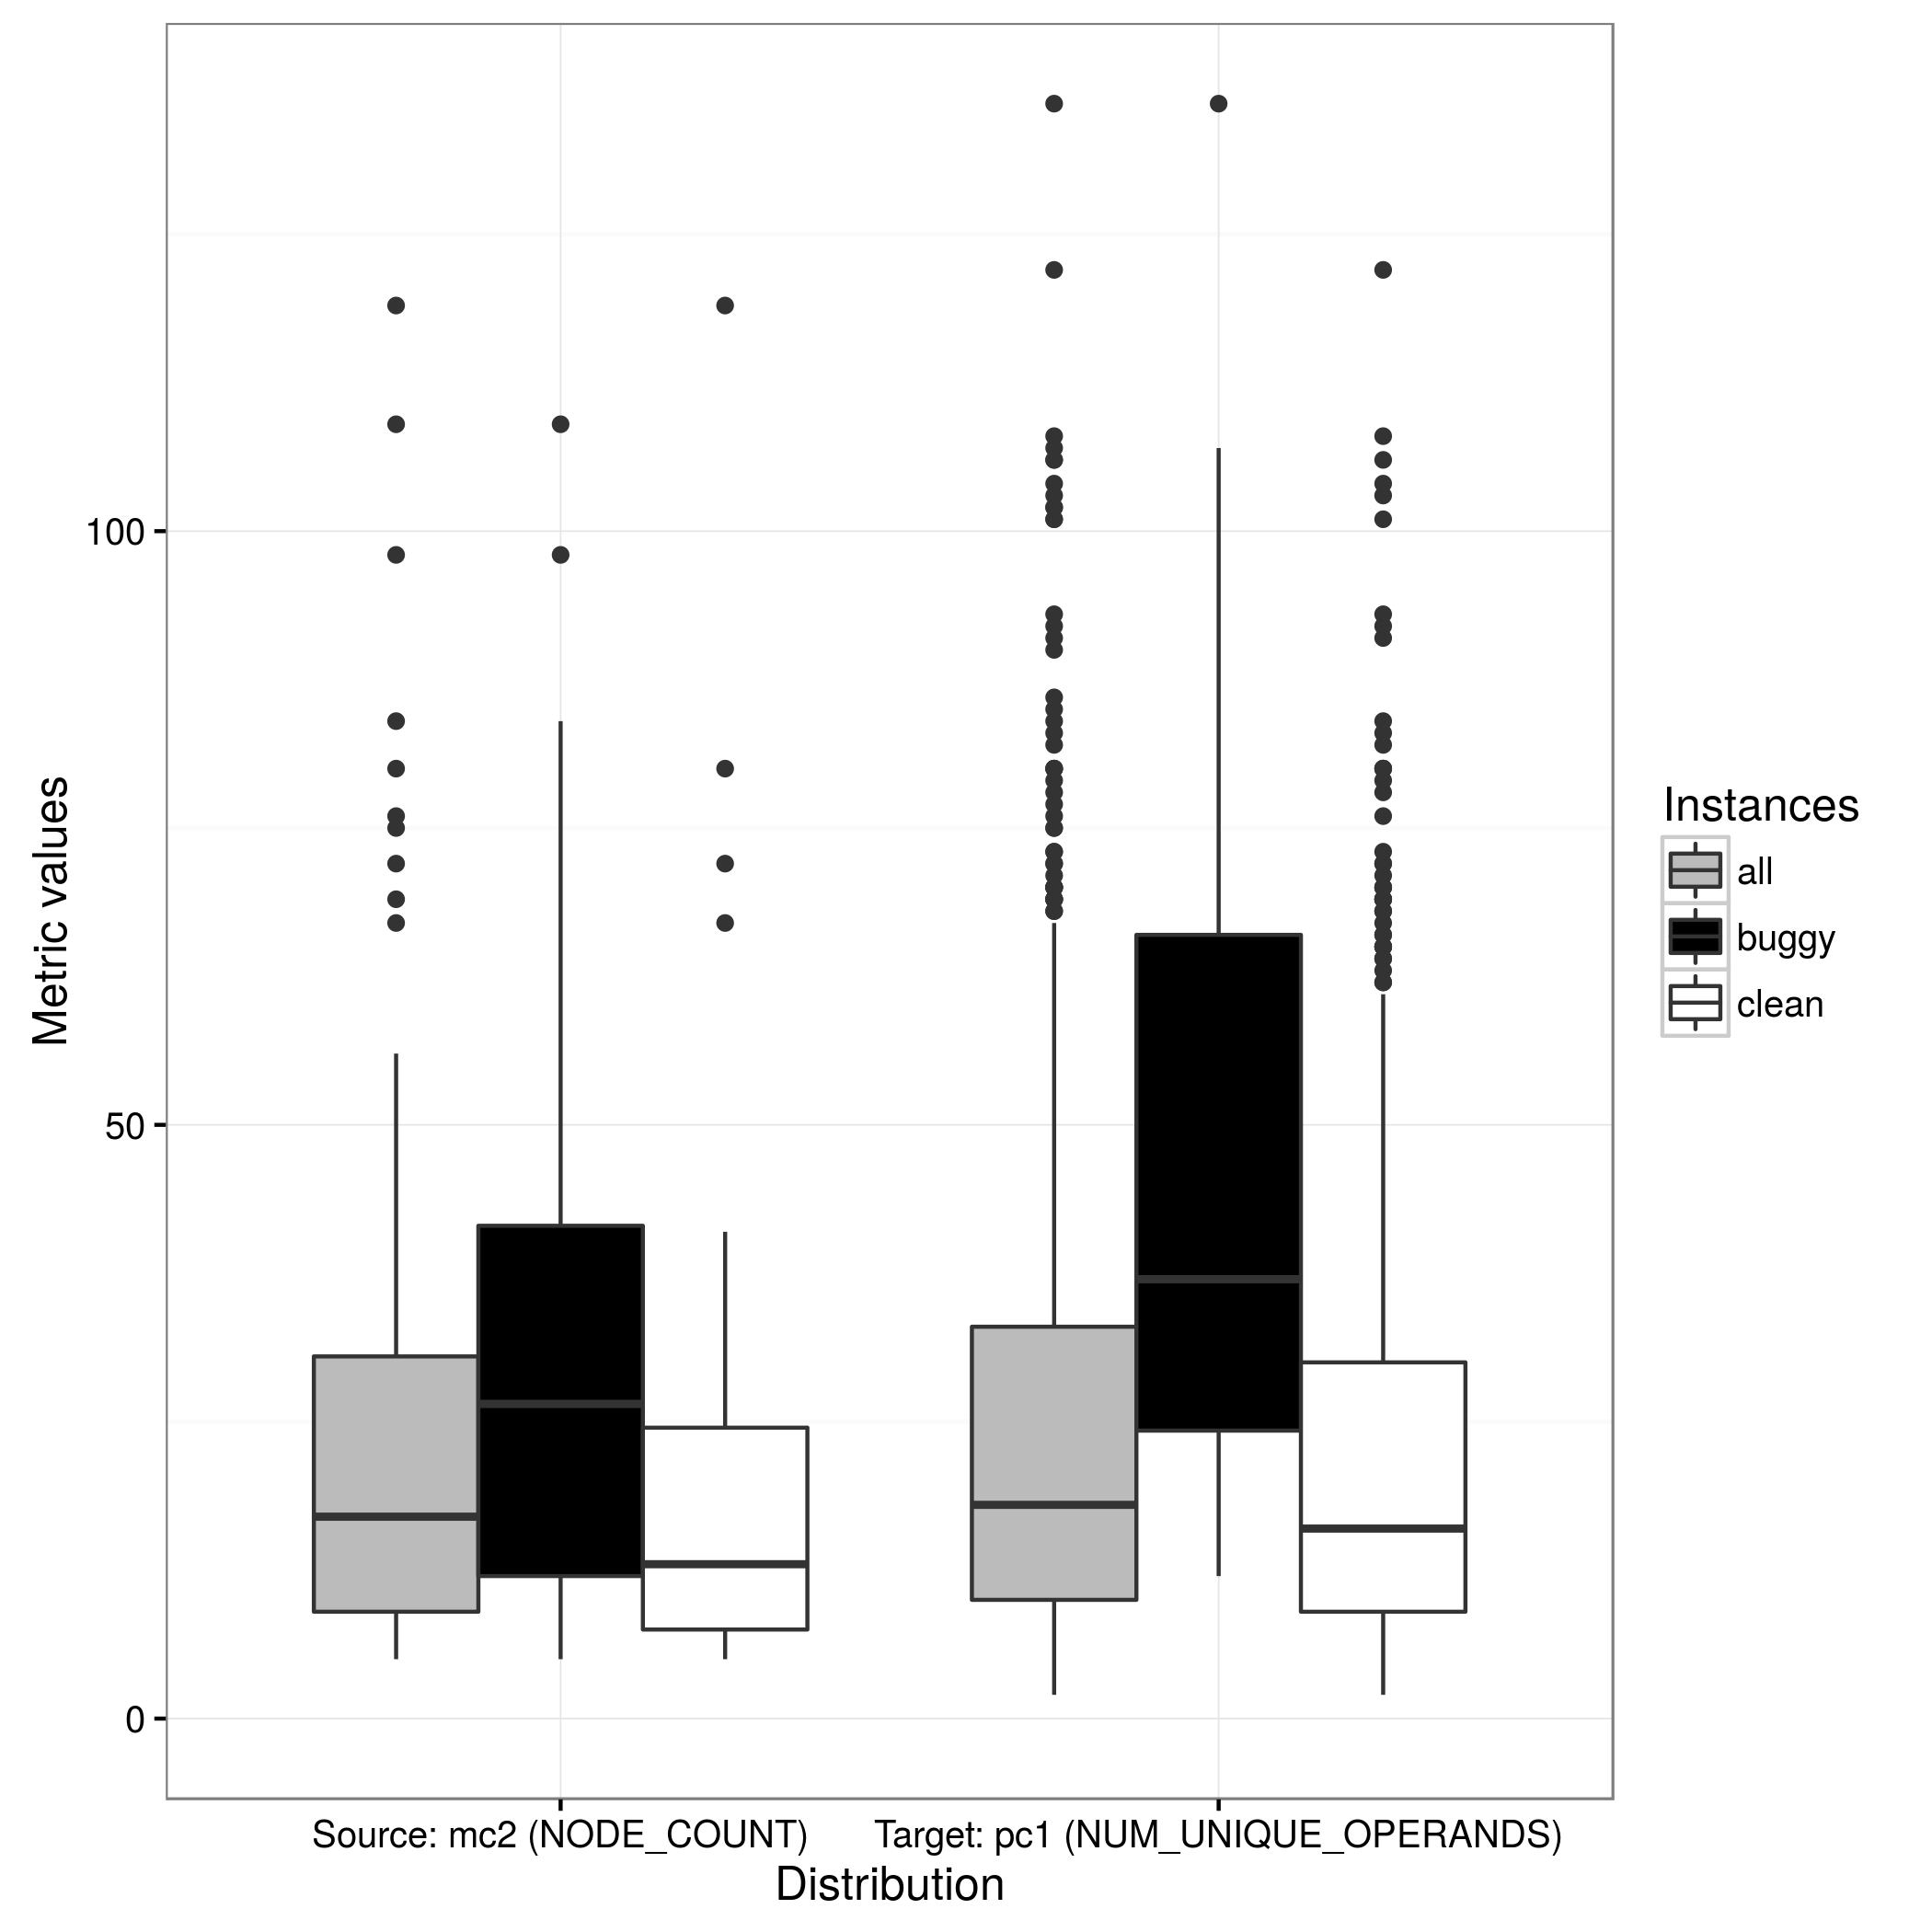 Metric values
100
50
0
Source: mc2 (NODE_COUNT)
Target: pc1 (NUM_UNIQUE_OPERANDS)
Distribution
Instances
all
buggy
clean